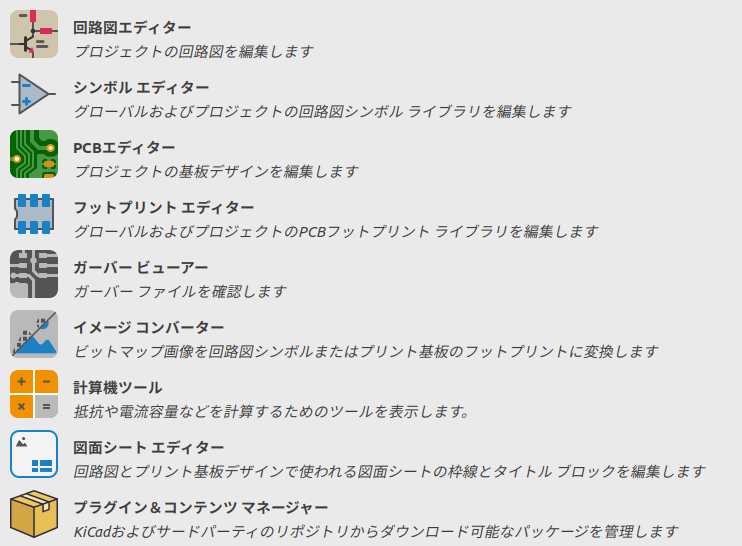 回路図エディター
プロジェクトの回路図を編集します
シンボル エディター
グローバルおよびプロジェクトの回路図シンボル ライブラリを編集します
PCBエディター
プロジェクトの基板デザインを編集します
フットプリント エディター
グローバルおよびプロジェクトのPCBフットプリント ライブラリを編集します
ガーバー ビューアー
ガーバー ファイルを確認します
イメージ コンバーター
ビットマップ画像を回路図シンボルまたはプリント基板のフットプリントに変換します
計算機ツール
抵抗や電流容量などを計算するためのツールを表示します。
図面シート エディター
回路図とプリント基板デザインで使われる図面シートの枠線とタイトル ブロックを編集します
プラグイン＆コンテンツ マネージャー
KiCadおよびサードパーティのリポジトリからダウンロード可能なパッケージを管理します